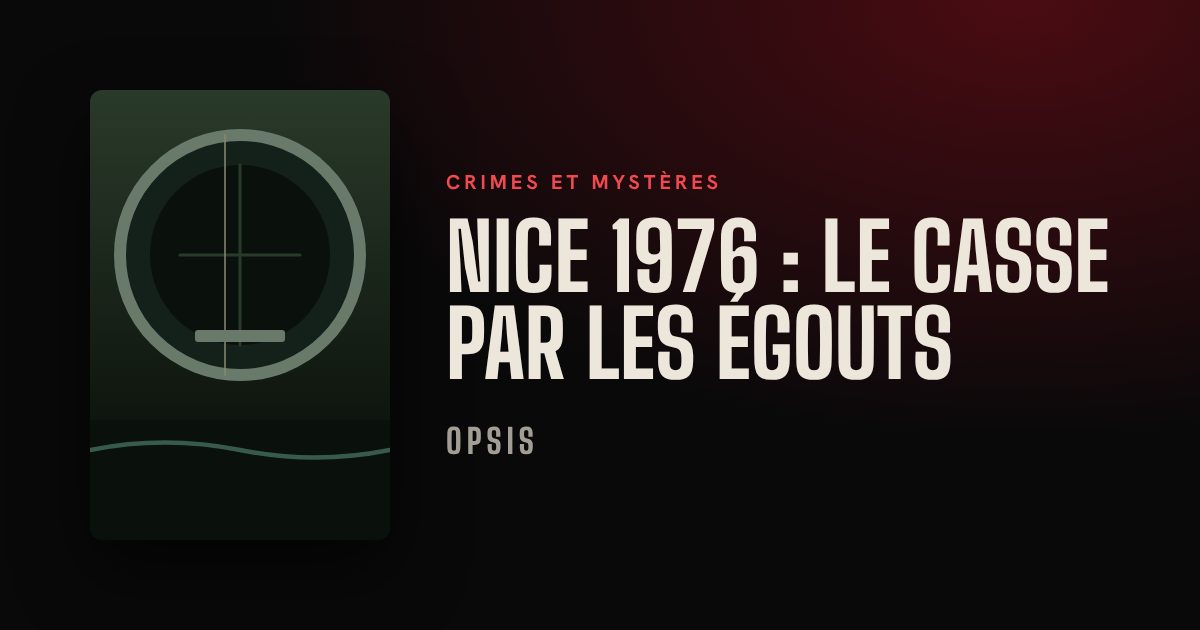 CRIMES ET MYSTÈRES
NICE 1976 : LE CASSE
PAR LES ÉGOUTS
OPSIS